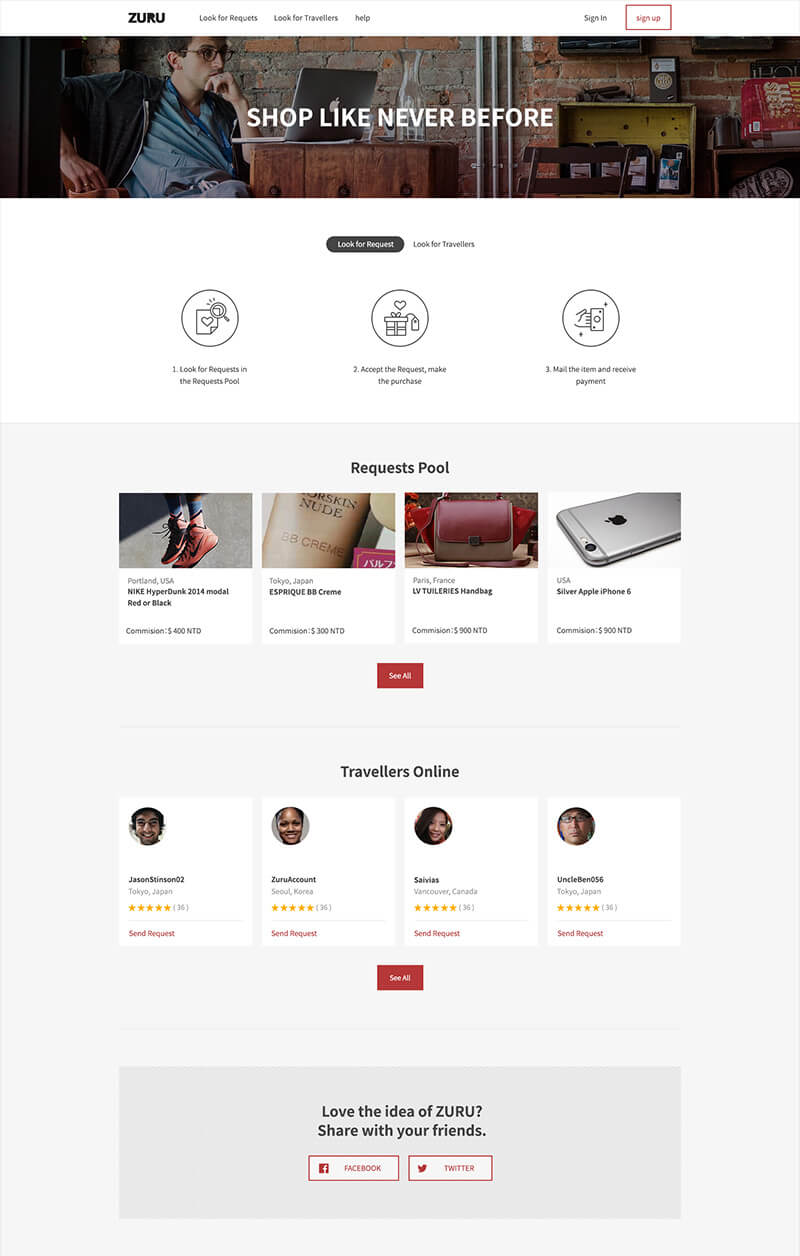 ZURU
Look for Requets
Look for Travellers
help
Sign In
sign up
SHOP LIKE NEVER BEFORE
Look for Request
Look for Travellers
1. Look for Requests in
the Requests Pool
2. Accept the Request, make
the purchase
3. Mail the item and receive
payment
Requests Pool
NUDE
BB CREME
Portland, USA
NIKE HyperDunk 2014 modal
Red or Black
Commision:$ 400 NTD
Tokyo, Japan
ESPRIQUE BB Creme
Commision:$ 300 NTD
Paris, France
LV TUILERIES Handbag
Commision:$ 900 NTD
USA
Silver Apple iPhone 6
Commision:$ 900 NTD
See All
Travellers Online
JasonStinson02
Tokyo, Japan
( 36 )
Send Request
ZuruAccount
Seoul, Korea
( 36 )
Send Request
Saivias
Vancouver, Canada
( 36 )
Send Request
UncleBen056
Tokyo, Japan
( 36 )
Send Request
See All
Love the idea of ZURU?
Share with your friends.
FACEBOOK
TWITTER